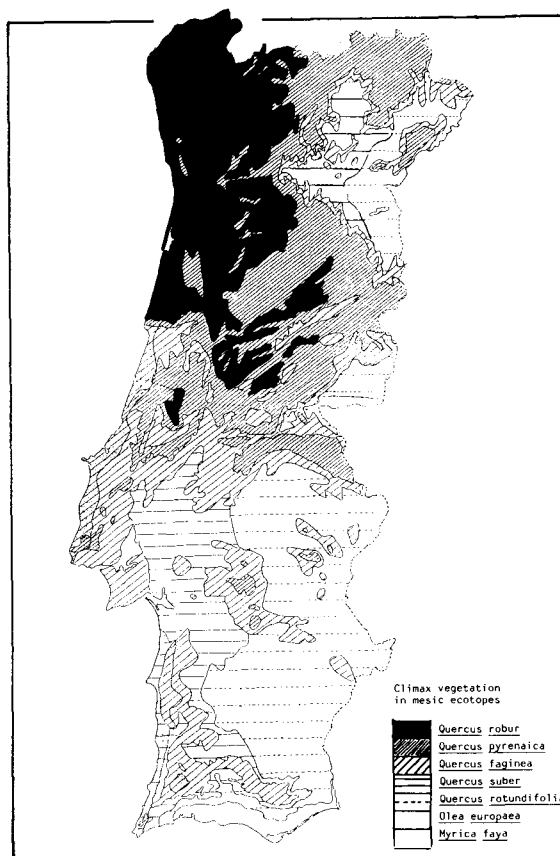 Climax vegetation
in mesic ecotopes
Quercus robur
Quercus pyrenaica
Quercus faginea
Quercus suber
Quercus rotundifolia
Olea europaea
Myrica faya